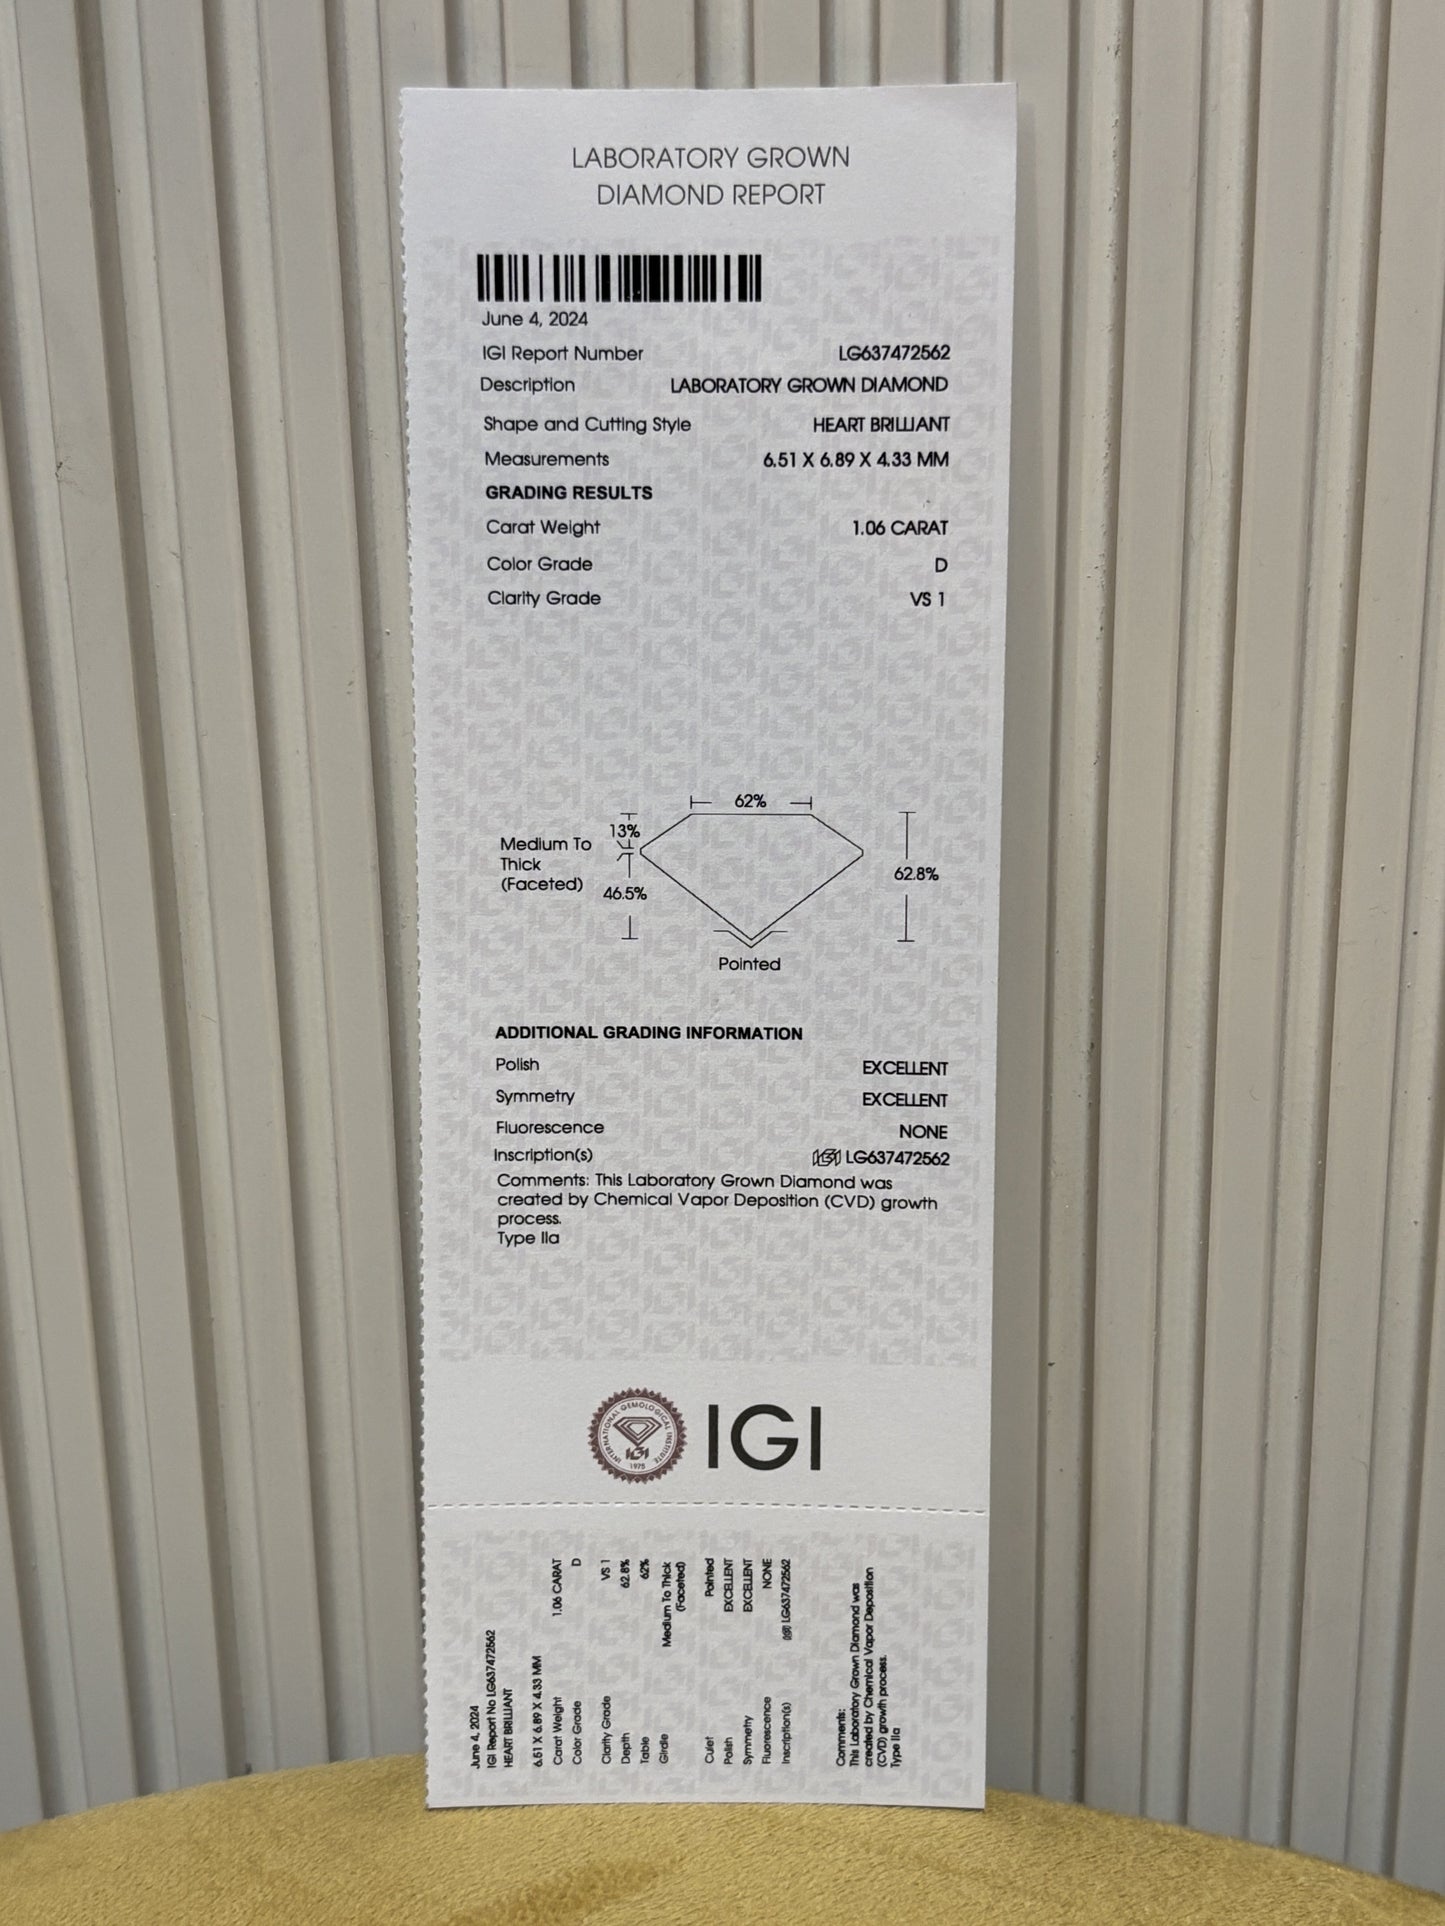 LABORATORY GROWN
DIAMOND REPORT
June 4, 2024
IGI Report Number LG637472562
Description LABORATORY GROWN DIAMOND
Shape and Cutting Style HEART BRILLIANT
Measurements 6.51 X 6.89 X 4.33 MM
GRADING RESULTS
Carat Weight 1.06 CARAT
Color Grade D
Clarity Grade VS 1
62%
13%
Medium To
Thick
(Faceted)
46.5%
62.8%
Pointed
ADDITIONAL GRADING INFORMATION
Polish EXCELLENT
Symmetry EXCELLENT
Fluorescence NONE
Inscription(s) IGI LG637472562
Comments: This Laboratory Grown Diamond was
created by Chemical Vapor Deposition (CVD) growth
process.
Type IIa
INTERNATIONAL GEMOLOGICAL INSTITUTE
IGI
1975
IGI
June 4, 2024
IGI Report No LG637472562
HEART BRILLIANT
6.51 X 6.89 X 4.33 MM
Carat Weight 1.06 CARAT
Color Grade D
Clarity Grade VS 1
Depth 62.8%
Table 62%
Girdle Medium To Thick
(Faceted)
Culet Pointed
Polish EXCELLENT
Symmetry EXCELLENT
Fluorescence NONE
Inscription(s) IGI LG637472562
Comments:
This Laboratory Grown Diamond was
created by Chemical Vapor Deposition
(CVD) growth process.
Type IIa